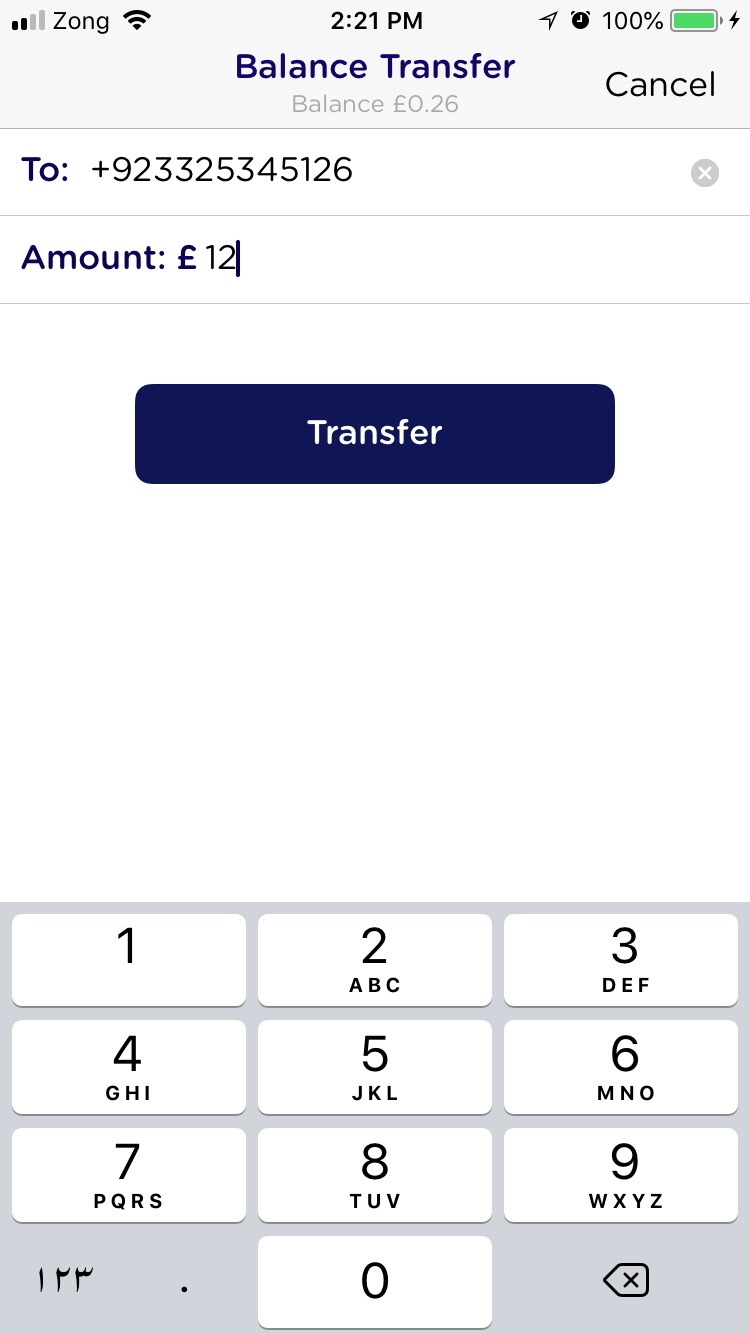 Zong 2:21 PM 100%
Balance Transfer
Balance £0.26
Cancel
To: +923325345126
Amount: £ 12
Transfer
1 2 3
ABC DEF
4 5 6
GHI JKL MNO
7 8 9
PQRS TUV WXYZ
۱۲۳ . 0